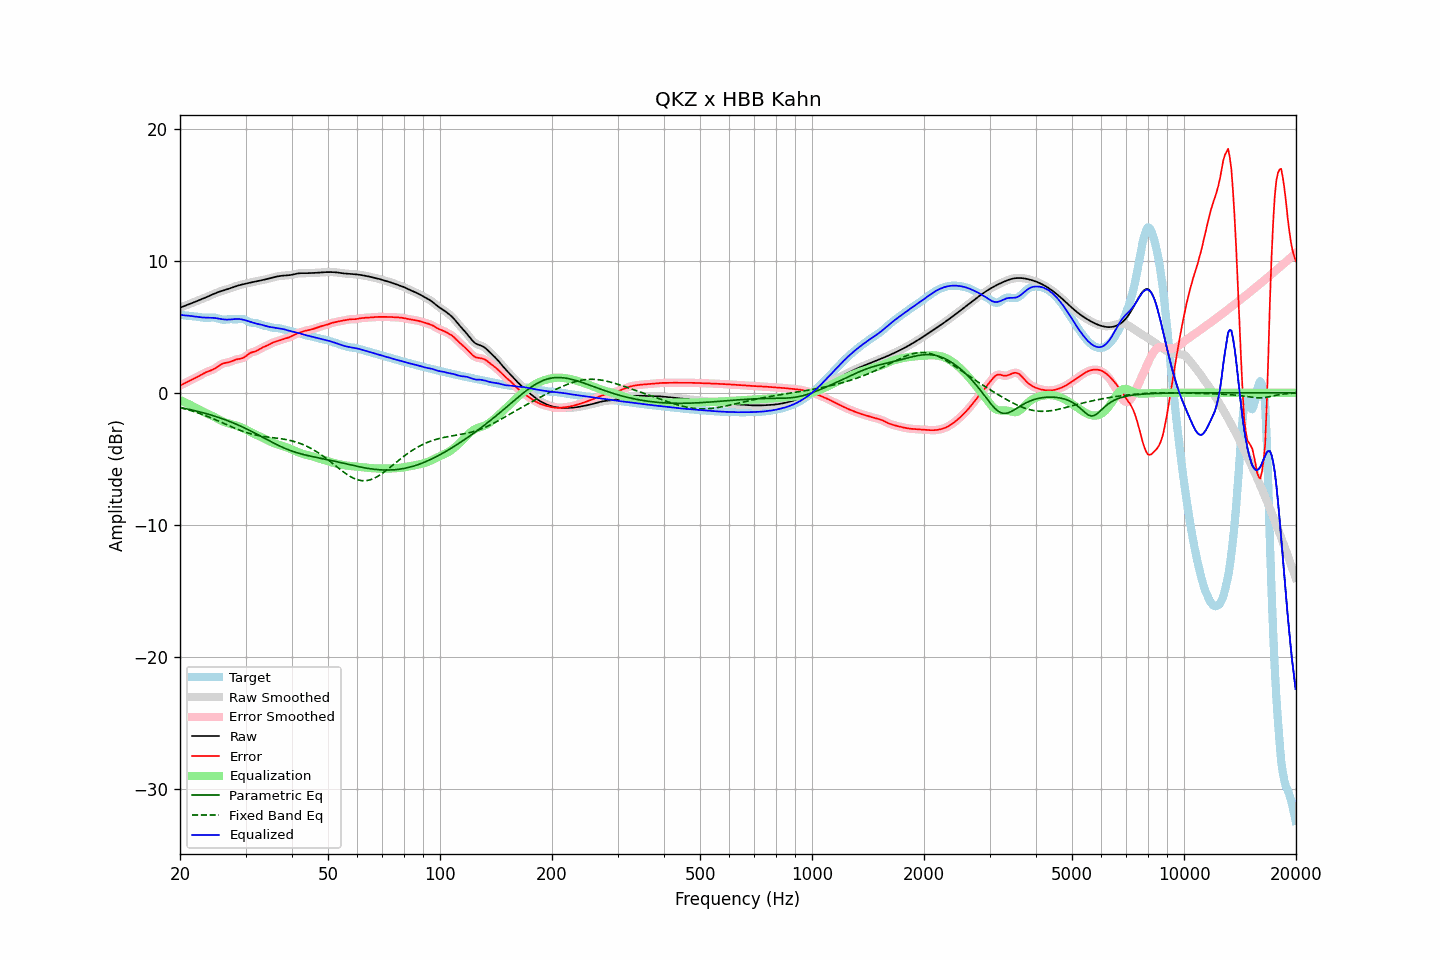 QKZ x HBB Kahn
20
10
0
−10
−20
−30
Amplitude (dBr)
Target
Raw Smoothed
Error Smoothed
Raw
Error
Equalization
Parametric Eq
Fixed Band Eq
Equalized
20 50 100 200 500 1000 2000 5000 10000 20000
Frequency (Hz)